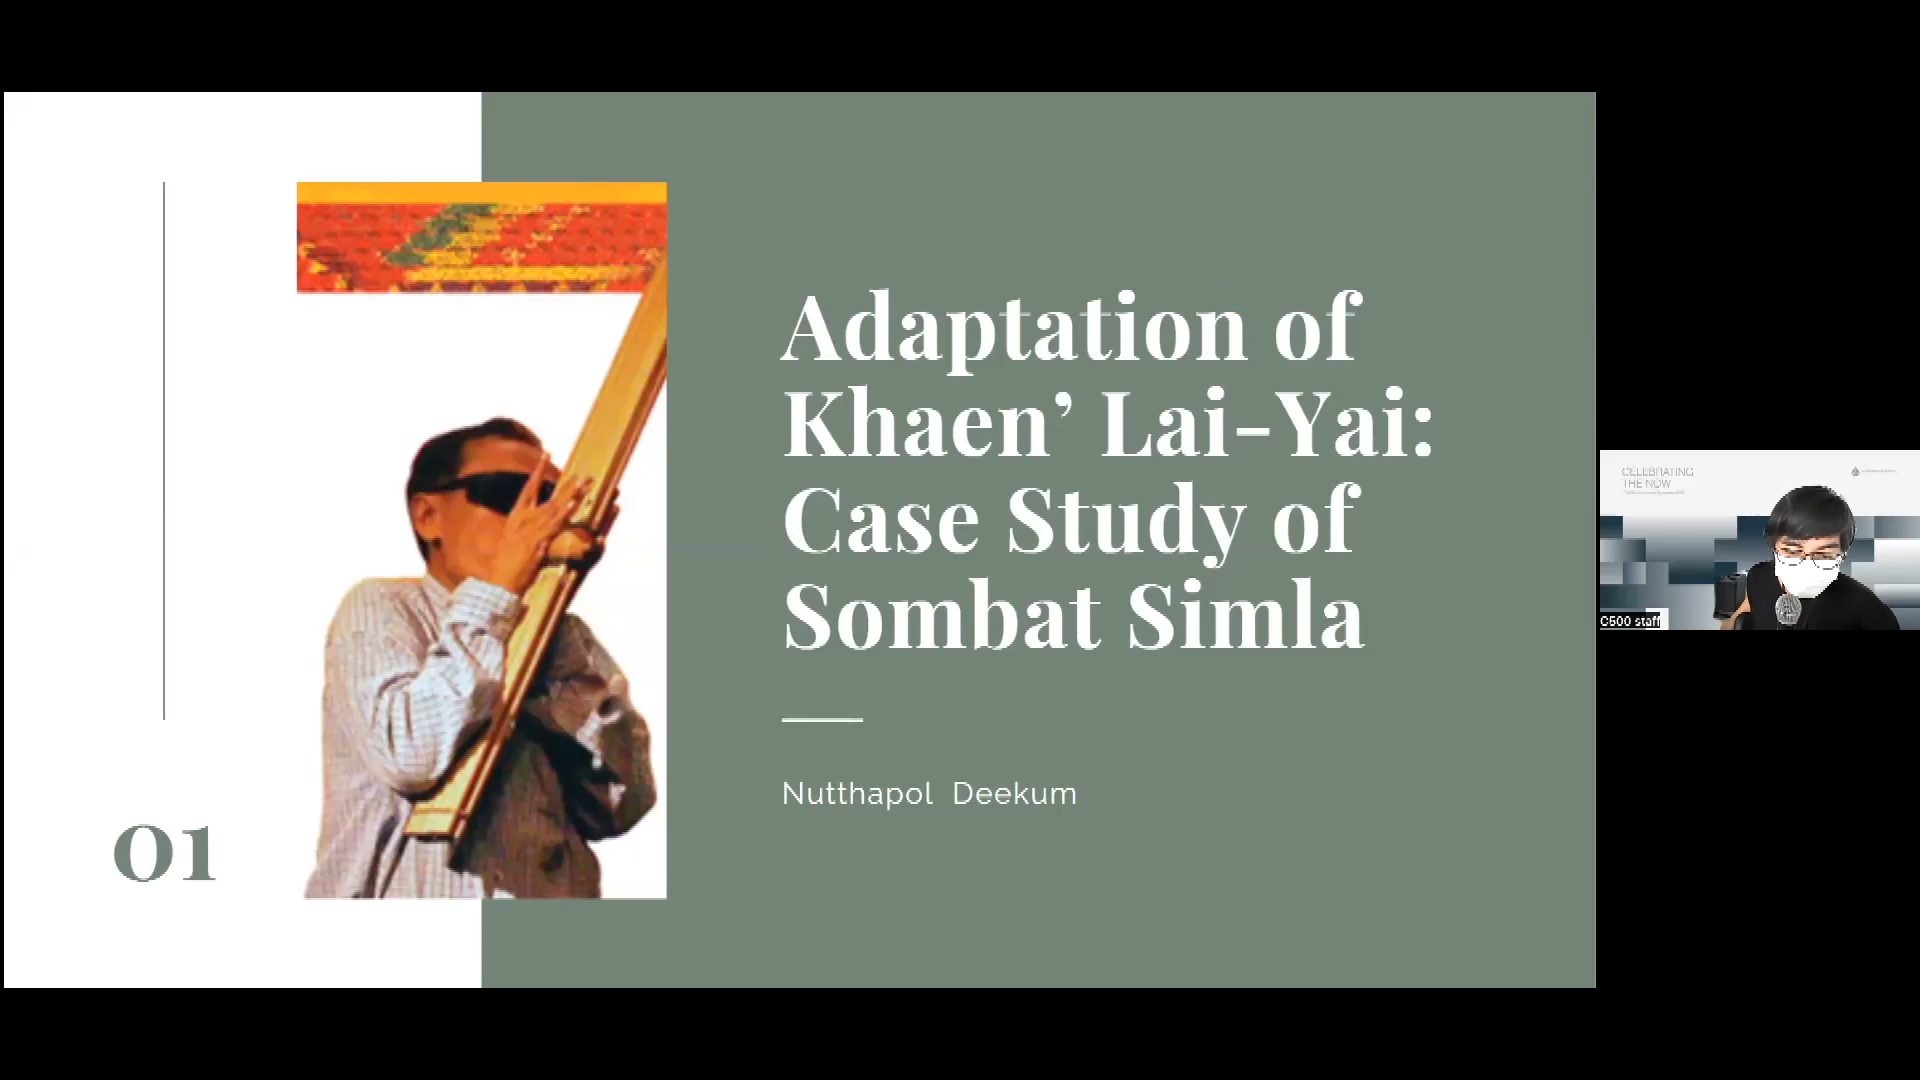 Adaptation of
Khaen’ Lai-Yai:
Case Study of
Sombat Simla
Nutthapol Deekum
01
CELEBRATING
THE NOW
C500 staff